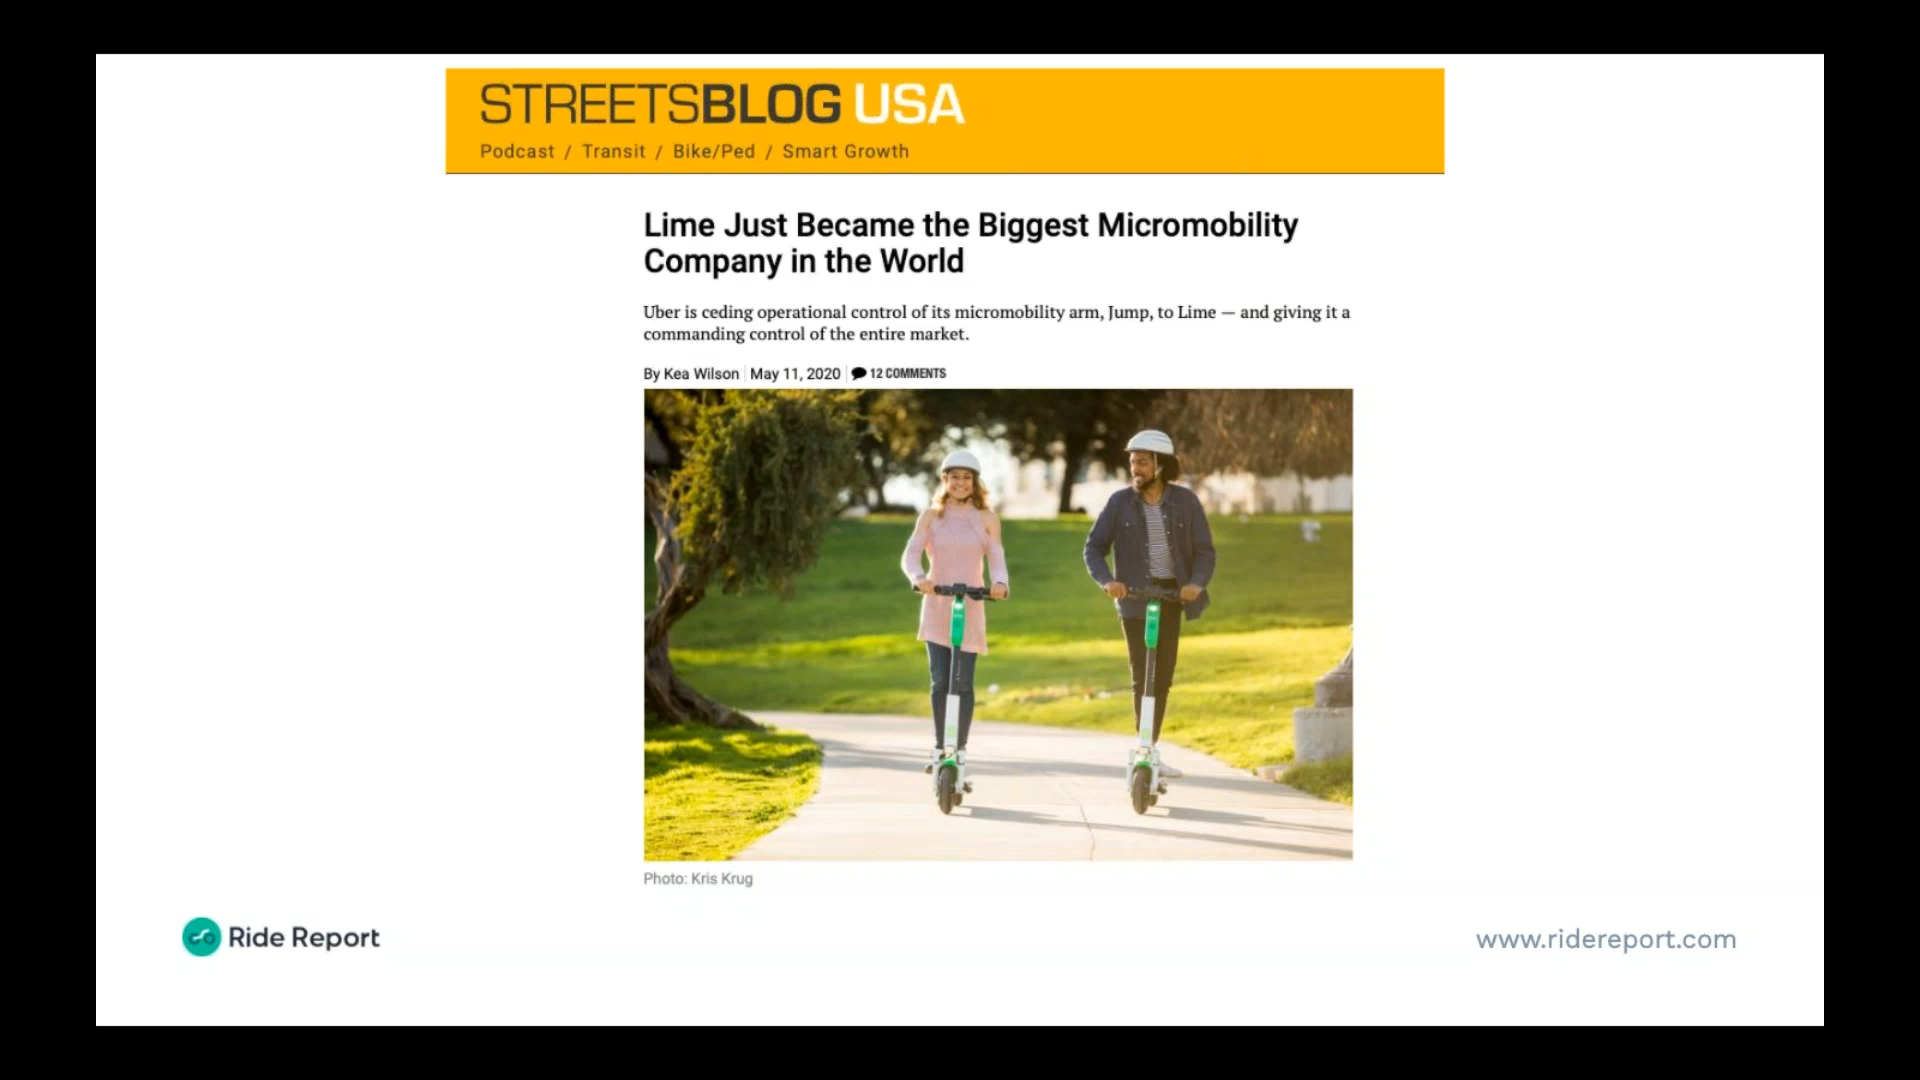 STREETSBLOG USA
Podcast / Transit / Bike/Ped / Smart Growth
Lime Just Became the Biggest Micromobility
Company in the World
Uber is ceding operational control of its micromobility arm, Jump, to Lime — and giving it a
commanding control of the entire market.
By Kea Wilson | May 11, 2020 | 12 COMMENTS
Photo: Kris Krug
Ride Report
www.ridereport.com